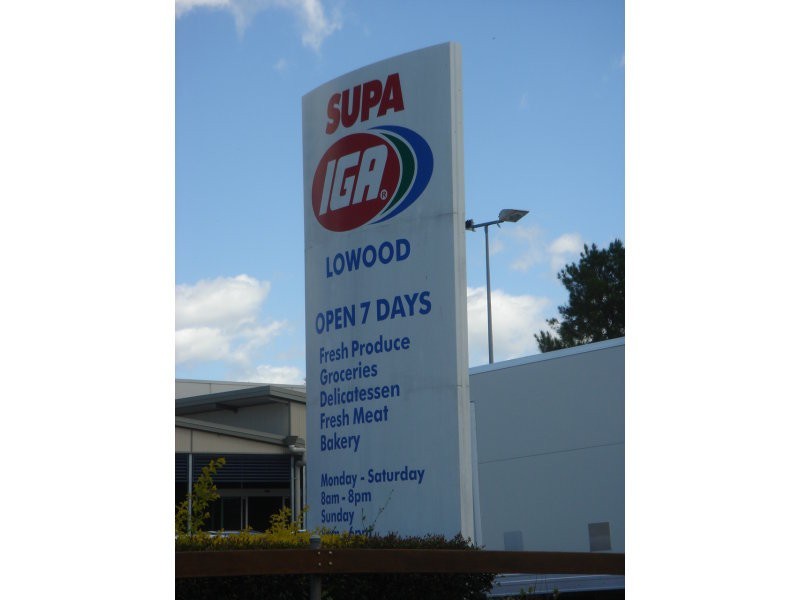 SUPA
IGA®
LOWOOD
OPEN 7 DAYS
Fresh Produce
Groceries
Delicatessen
Fresh Meat
Bakery
Monday - Saturday
8am - 8pm
Sunday